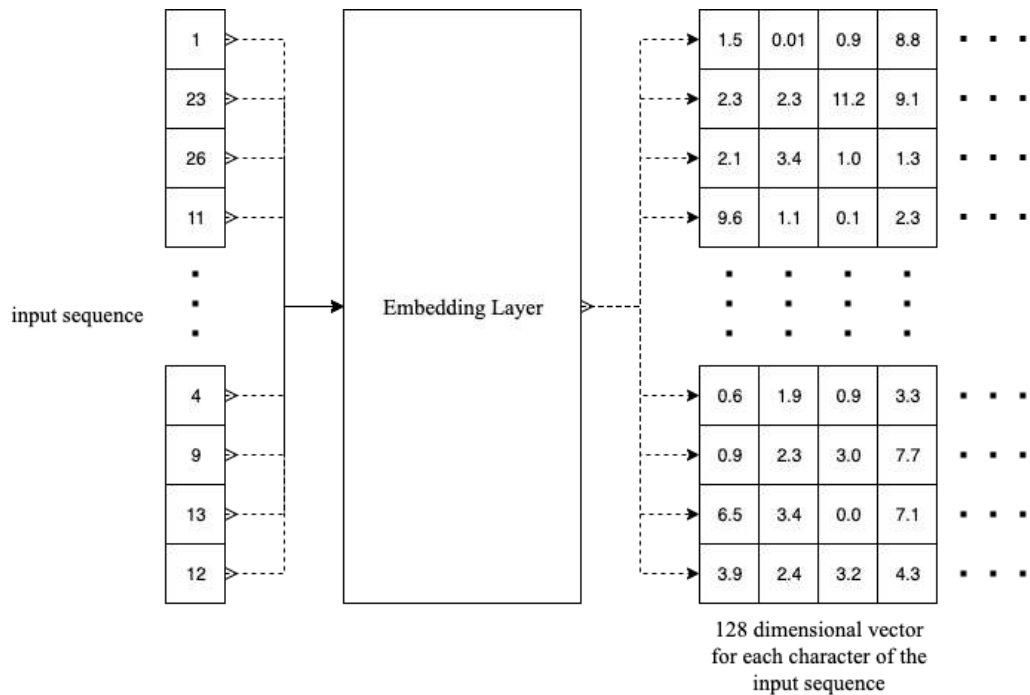 1 1.5 0.01 0.9 8.8
23 2.3 2.3 11.2 9.1
26 2.1 3.4 1.0 1.3
11 9.6 1.1 0.1 2.3
input sequence Embedding Layer
4 0.6 1.9 0.9 3.3
9 0.9 2.3 3.0 7.7
13 6.5 3.4 0.0 7.1
12 3.9 2.4 3.2 4.3
128 dimensional vector
for each character of the
input sequence